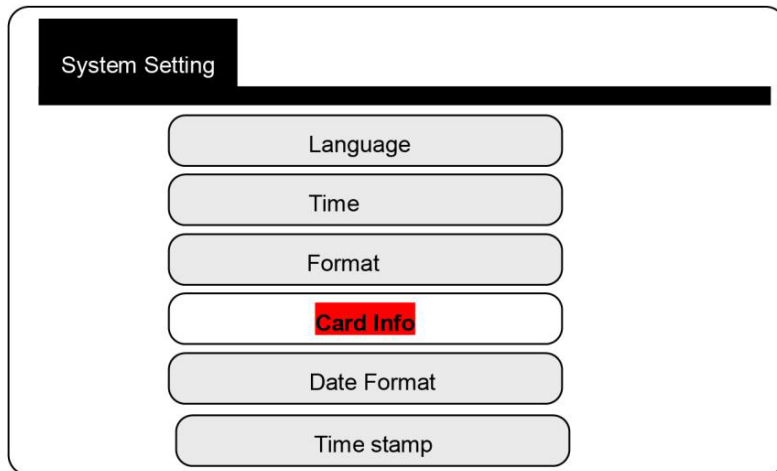 System Setting
Language
Time
Format
Card Info
Date Format
Time stamp